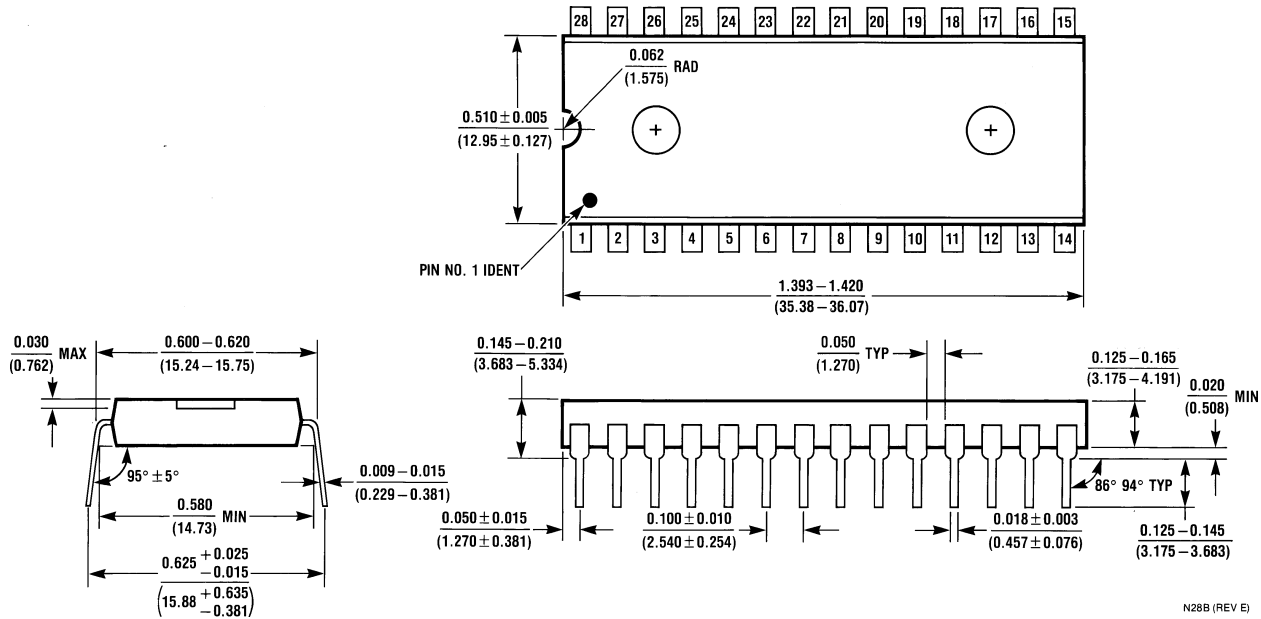 28 27 26 25 24 23 22 21 20 19 18 17 16 15
0.062
(1.575)
RAD
0.510 ± 0.005
(12.95 ± 0.127)
1 2 3 4 5 6 7 8 9 10 11 12 13 14
PIN NO. 1 IDENT
1.393 – 1.420
(35.38 – 36.07)
0.030
(0.762)
MAX
0.600 – 0.620
(15.24 – 15.75)
95° ± 5°
0.009 – 0.015
(0.229 – 0.381)
0.580
(14.73)
MIN
0.625 + 0.025
– 0.015
(15.88 + 0.635
– 0.381)
0.145 – 0.210
(3.683 – 5.334)
0.050
(1.270)
TYP
0.125 – 0.165
(3.175 – 4.191)
0.020
(0.508)
MIN
86° 94° TYP
0.050 ± 0.015
(1.270 ± 0.381)
0.100 ± 0.010
(2.540 ± 0.254)
0.018 ± 0.003
(0.457 ± 0.076)
0.125 – 0.145
(3.175 – 3.683)
N28B (REV E)